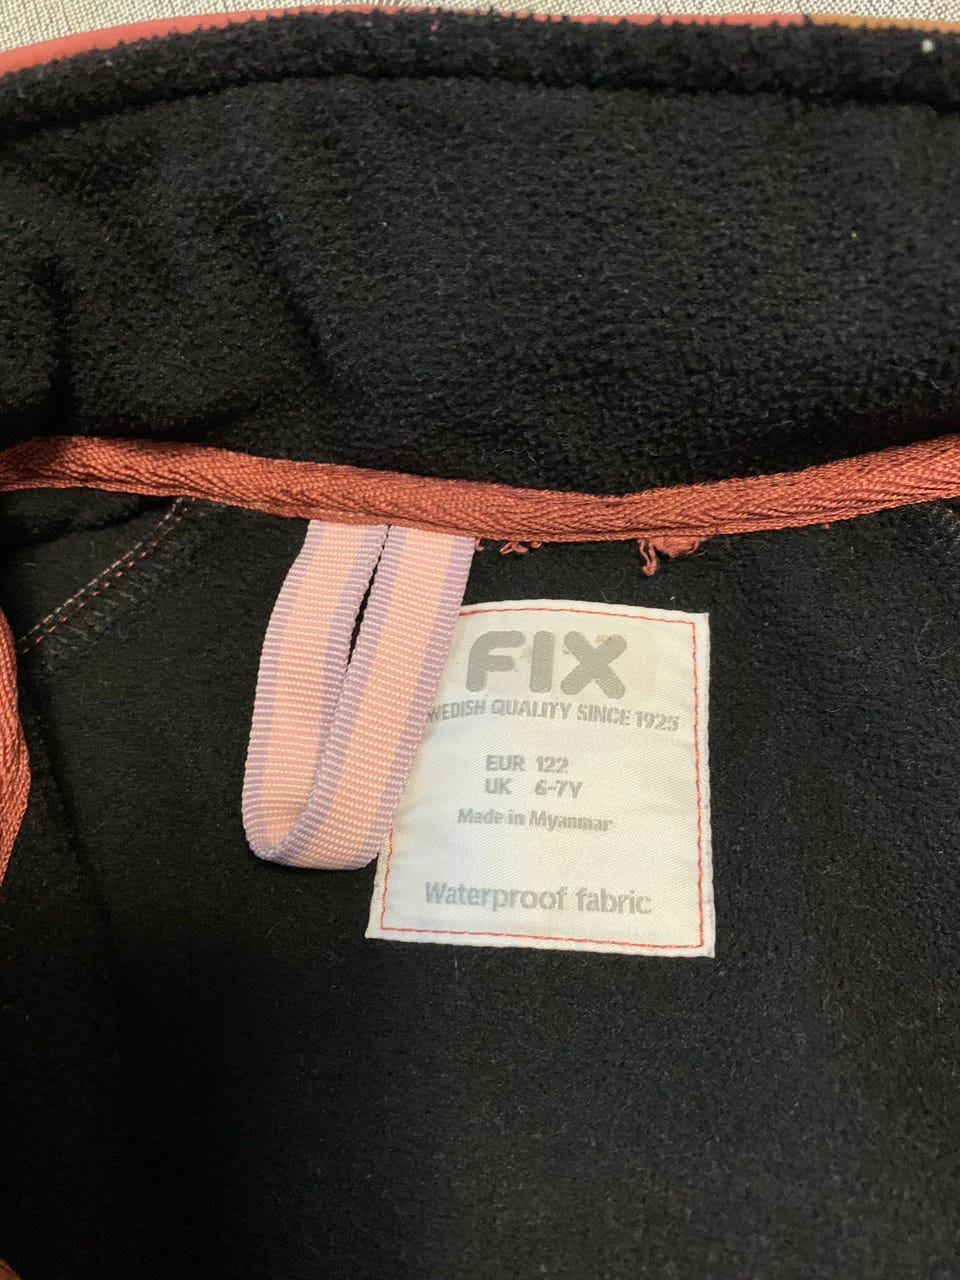 FIX
WEDISH QUALITY SINCE 1925
EUR 122
UK 6-7Y
Made in Myanmar
Waterproof fabric